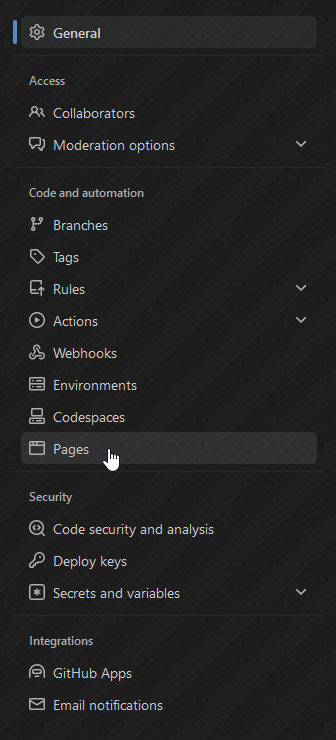 General
Access
Collaborators
Moderation options
Code and automation
Branches
Tags
Rules
Actions
Webhooks
Environments
Codespaces
Pages
Security
Code security and analysis
Deploy keys
Secrets and variables
Integrations
GitHub Apps
Email notifications